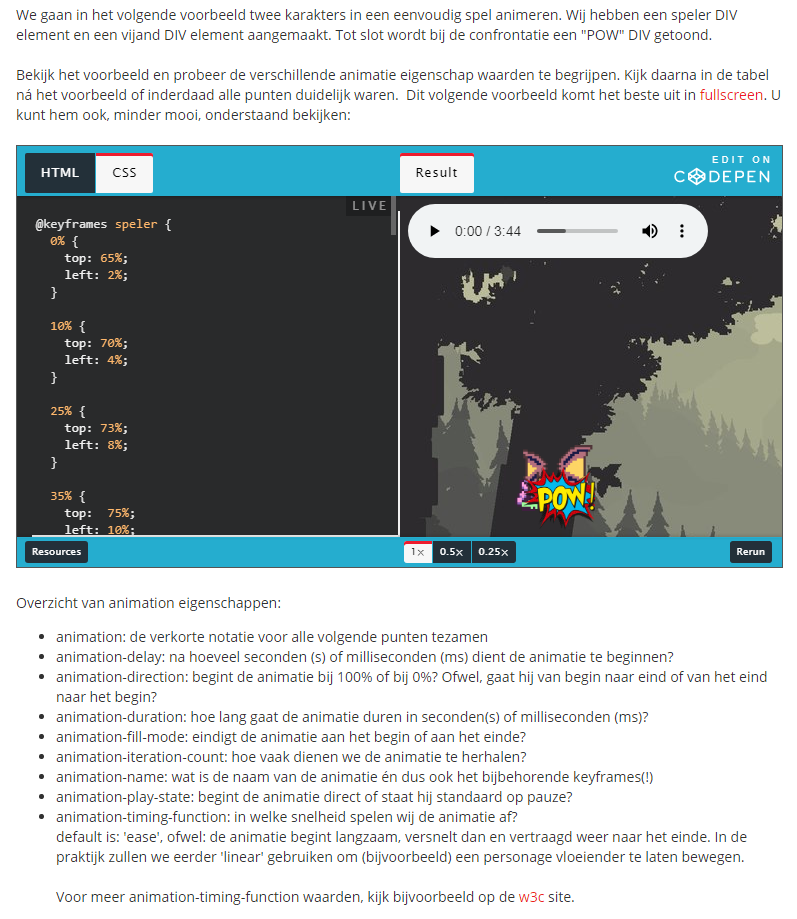 We gaan in het volgende voorbeeld twee karakters in een eenvoudig spel animeren. Wij hebben een speler DIV
element en een vijand DIV element aangemaakt. Tot slot wordt bij de confrontatie een "POW" DIV getoond.
Bekijk het voorbeeld en probeer de verschillende animatie eigenschap waarden te begrijpen. Kijk daarna in de tabel
ná het voorbeeld of inderdaad alle punten duidelijk waren.  Dit volgende voorbeeld komt het beste uit in fullscreen. U
kunt hem ook, minder mooi, onderstaand bekijken:
HTML CSS Result EDIT ON
CODEPEN
LIVE
@keyframes speler {
0% {
top: 65%;
left: 2%;
}
10% {
top: 70%;
left: 4%;
}
25% {
top: 73%;
left: 8%;
}
35% {
top:  75%;
left: 10%;
0:00 / 3:44
POW!
Resources 1x 0.5x 0.25x Rerun
Overzicht van animation eigenschappen:
• animation: de verkorte notatie voor alle volgende punten tezamen
• animation-delay: na hoeveel seconden (s) of milliseconden (ms) dient de animatie te beginnen?
• animation-direction: begint de animatie bij 100% of bij 0%? Ofwel, gaat hij van begin naar eind of van het eind
naar het begin?
• animation-duration: hoe lang gaat de animatie duren in seconden(s) of milliseconden (ms)?
• animation-fill-mode: eindigt de animatie aan het begin of aan het einde?
• animation-iteration-count: hoe vaak dienen we de animatie te herhalen?
• animation-name: wat is de naam van de animatie én dus ook het bijbehorende keyframes(!)
• animation-play-state: begint de animatie direct of staat hij standaard op pauze?
• animation-timing-function: in welke snelheid spelen wij de animatie af?
default is: 'ease', ofwel: de animatie begint langzaam, versnelt dan en vertraagd weer naar het einde. In de
praktijk zullen we eerder 'linear' gebruiken om (bijvoorbeeld) een personage vloeiender te laten bewegen.
Voor meer animation-timing-function waarden, kijk bijvoorbeeld op de w3c site.